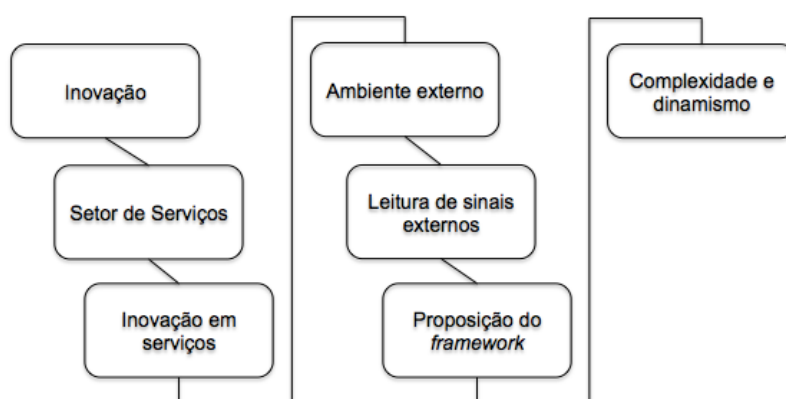 Inovação
Setor de Serviços
Inovação em
serviços
Ambiente externo
Leitura de sinais
externos
Proposição do
framework
Complexidade e
dinamismo